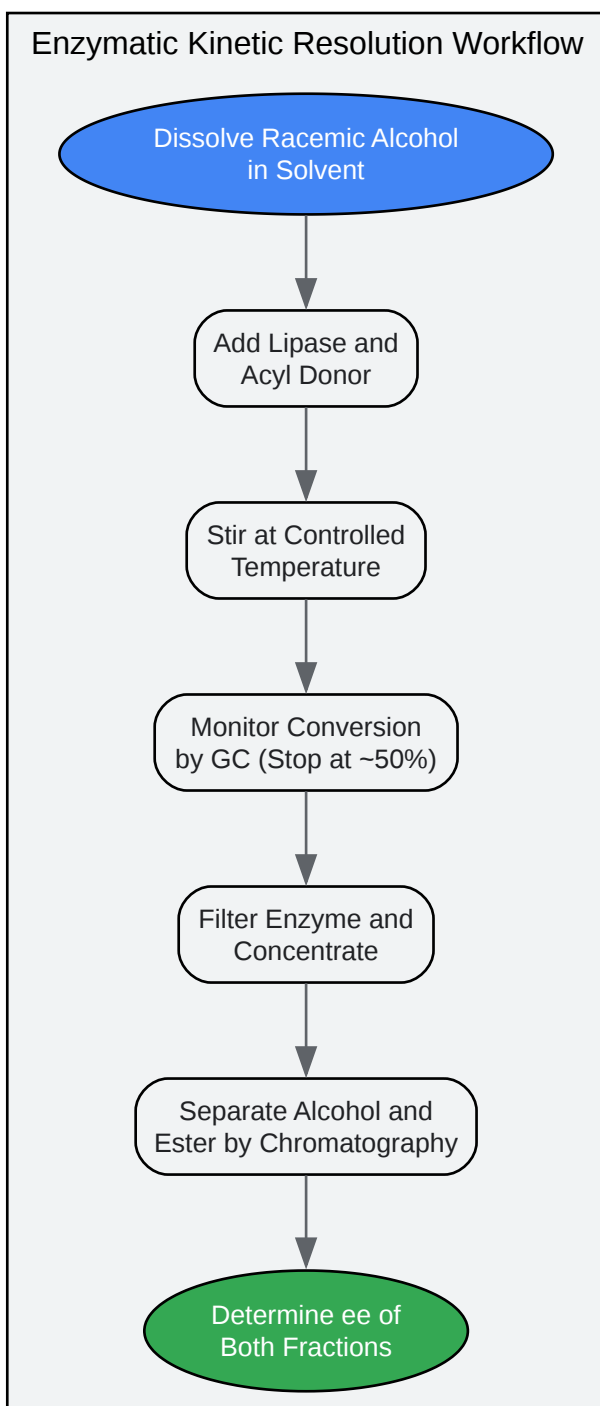 Enzymatic Kinetic Resolution Workflow
Dissolve Racemic Alcohol
in Solvent
Add Lipase and
Acyl Donor
Stir at Controlled
Temperature
Monitor Conversion
by GC (Stop at ~50%)
Filter Enzyme and
Concentrate
Separate Alcohol and
Ester by Chromatography
Determine ee of
Both Fractions